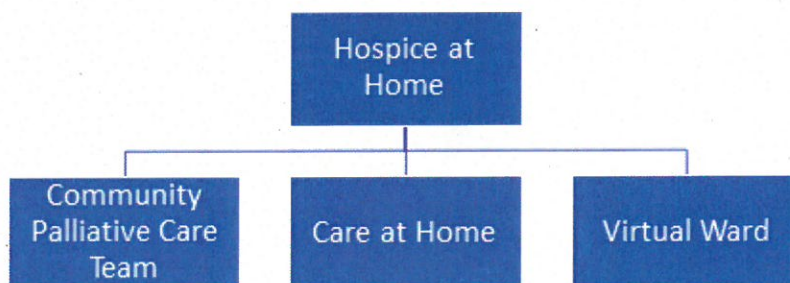 Hospice at
Home
Community
Palliative Care
Team
Care at Home
Virtual Ward